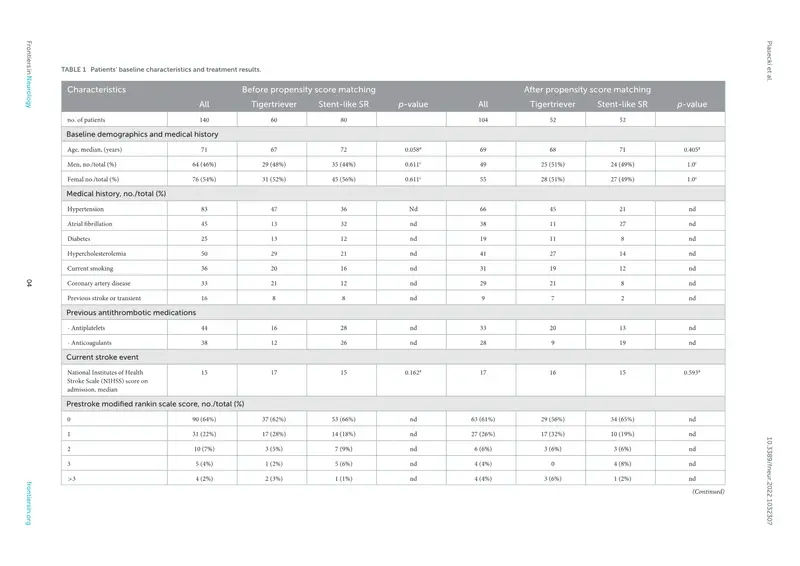 Piasecki et al.
10.3389/fneur.2022.1032307
TABLE 1 Patients' baseline characteristics and treatment results.
Characteristics Before propensity score matching After propensity score matching
All Tigertriever Stent-like SR p-value All Tigertriever Stent-like SR p-value
no. of patients 140 60 80 104 52 52
Baseline demographics and medical history
Age, median, (years) 71 67 72 0.058# 69 68 71 0.405#
Men, no./total (%) 64 (46%) 29 (48%) 35 (44%) 0.611c 49 25 (51%) 24 (49%) 1.0c
Femal no./total (%) 76 (54%) 31 (52%) 45 (56%) 0.611c 55 28 (51%) 27 (49%) 1.0c
Medical history, no./total (%)
Hypertension 83 47 36 Nd 66 45 21 nd
Atrial fibrillation 45 13 32 nd 38 11 27 nd
Diabetes 25 13 12 nd 19 11 8 nd
Hypercholesterolemia 50 29 21 nd 41 27 14 nd
Current smoking 36 20 16 nd 31 19 12 nd
Coronary artery disease 33 21 12 nd 29 21 8 nd
Previous stroke or transient 16 8 8 nd 9 7 2 nd
Previous antithrombotic medications
· Antiplatelets 44 16 28 nd 33 20 13 nd
· Anticoagulants 38 12 26 nd 28 9 19 nd
Current stroke event
National Institutes of Health 15 17 15 0.162# 17 16 15 0.593#
Stroke Scale (NIHSS) score on
admission, median
Prestroke modified rankin scale score, no./total (%)
0 90 (64%) 37 (62%) 53 (66%) nd 63 (61%) 29 (56%) 34 (65%) nd
1 31 (22%) 17 (28%) 14 (18%) nd 27 (26%) 17 (32%) 10 (19%) nd
2 10 (7%) 3 (5%) 7 (9%) nd 6 (6%) 3 (6%) 3 (6%) nd
3 5 (4%) 1 (2%) 5 (6%) nd 4 (4%) 0 4 (8%) nd
>3 4 (2%) 2 (3%) 1 (1%) nd 4 (4%) 3 (6%) 1 (2%) nd
(Continued)
Frontiers in Neurology
04
frontiersin.org